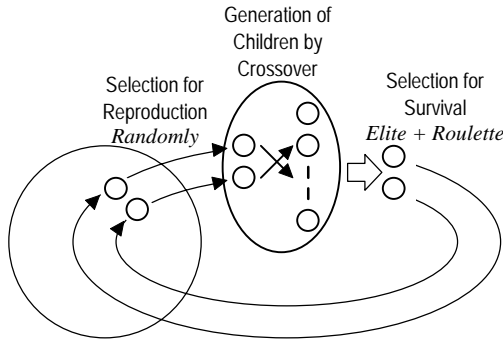 Generation of
Children by
Crossover
Selection for
Reproduction
Randomly
Selection for
Survival
Elite + Roulette